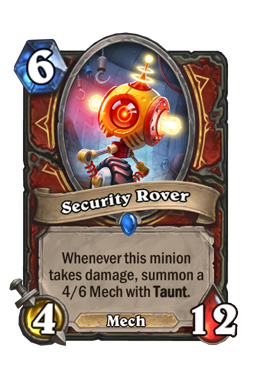 6
Security Rover
Whenever this minion
takes damage, summon a
4/6 Mech with Taunt.
4
Mech
12